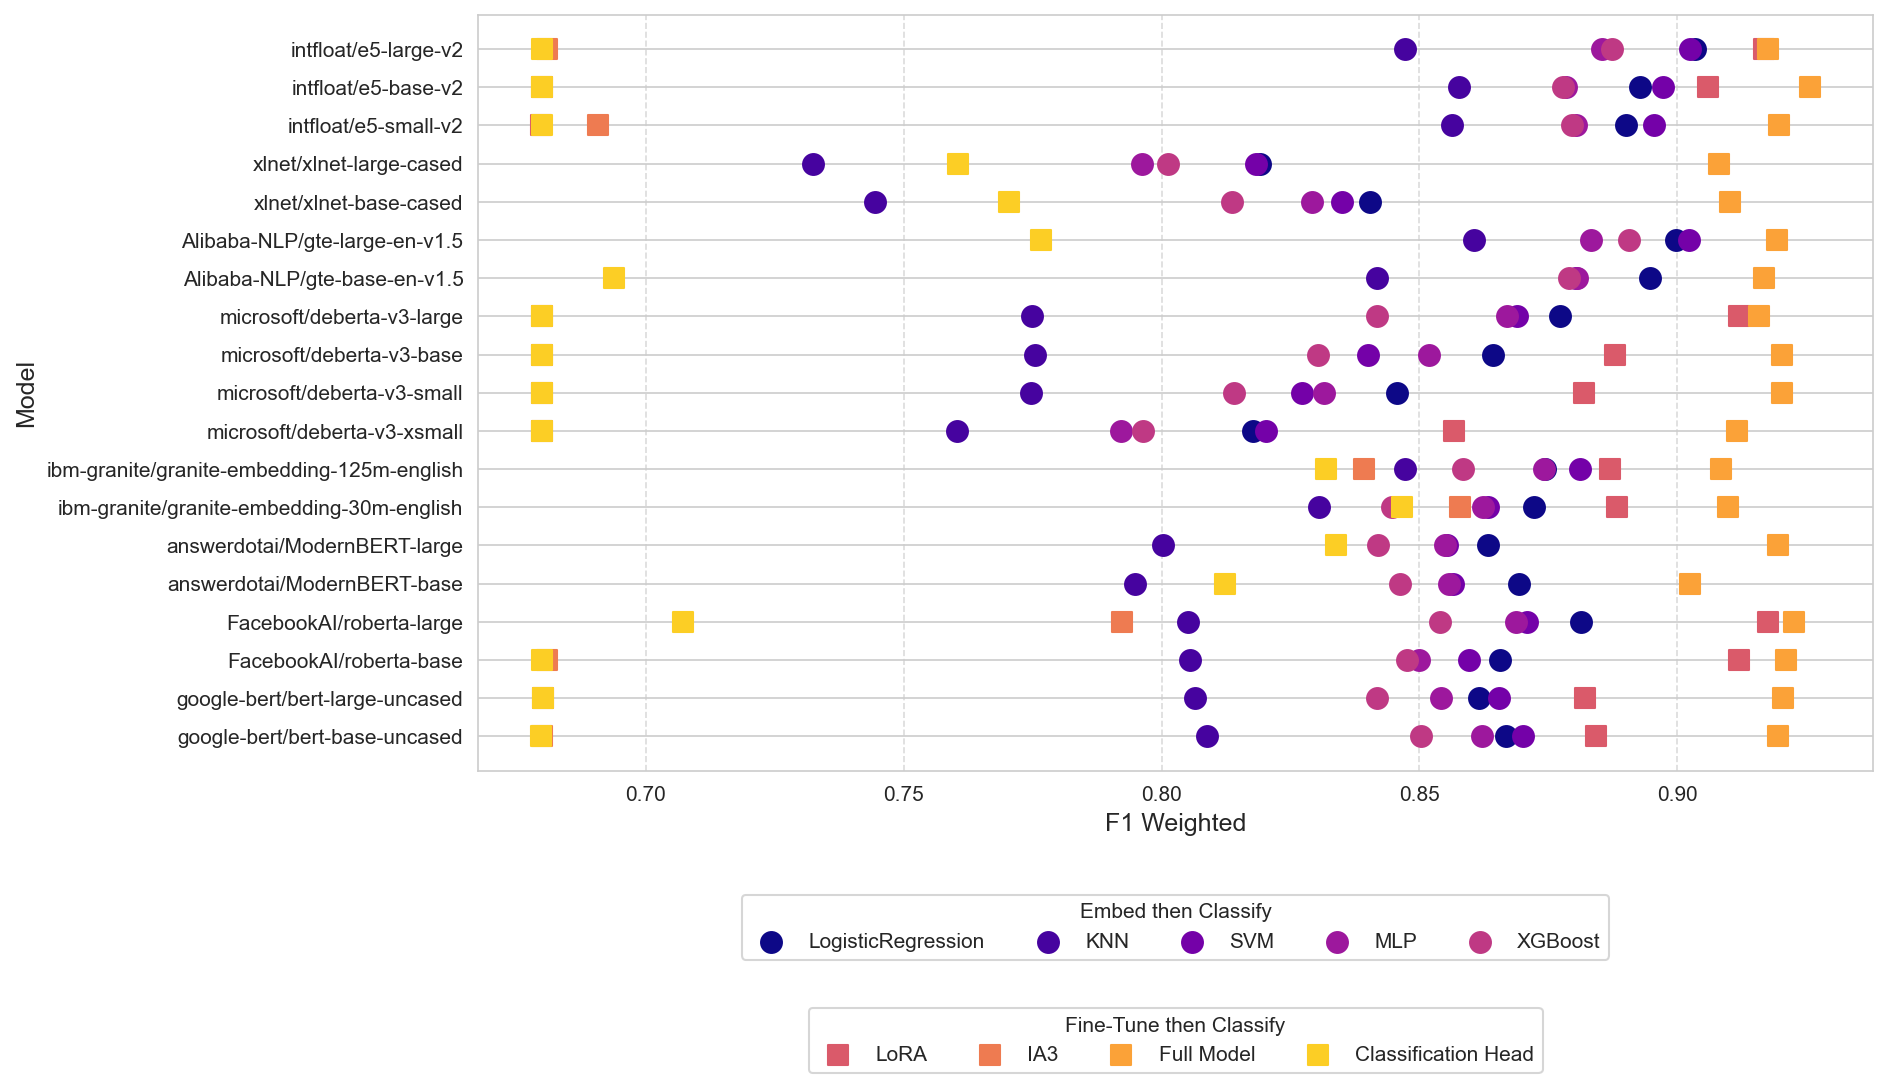 intfloat/e5-large-v2
intfloat/e5-base-v2
intfloat/e5-small-v2
xlnet/xlnet-large-cased
xlnet/xlnet-base-cased
Alibaba-NLP/gte-large-en-v1.5
Alibaba-NLP/gte-base-en-v1.5
microsoft/deberta-v3-large
microsoft/deberta-v3-base
microsoft/deberta-v3-small
microsoft/deberta-v3-xsmall
ibm-granite/granite-embedding-125m-english
ibm-granite/granite-embedding-30m-english
answerdotai/ModernBERT-large
answerdotai/ModernBERT-base
FacebookAI/roberta-large
FacebookAI/roberta-base
google-bert/bert-large-uncased
google-bert/bert-base-uncased
Model
0.70 0.75 0.80 0.85 0.90
F1 Weighted
Embed then Classify
LogisticRegression KNN SVM MLP XGBoost
Fine-Tune then Classify
LoRA IA3 Full Model Classification Head